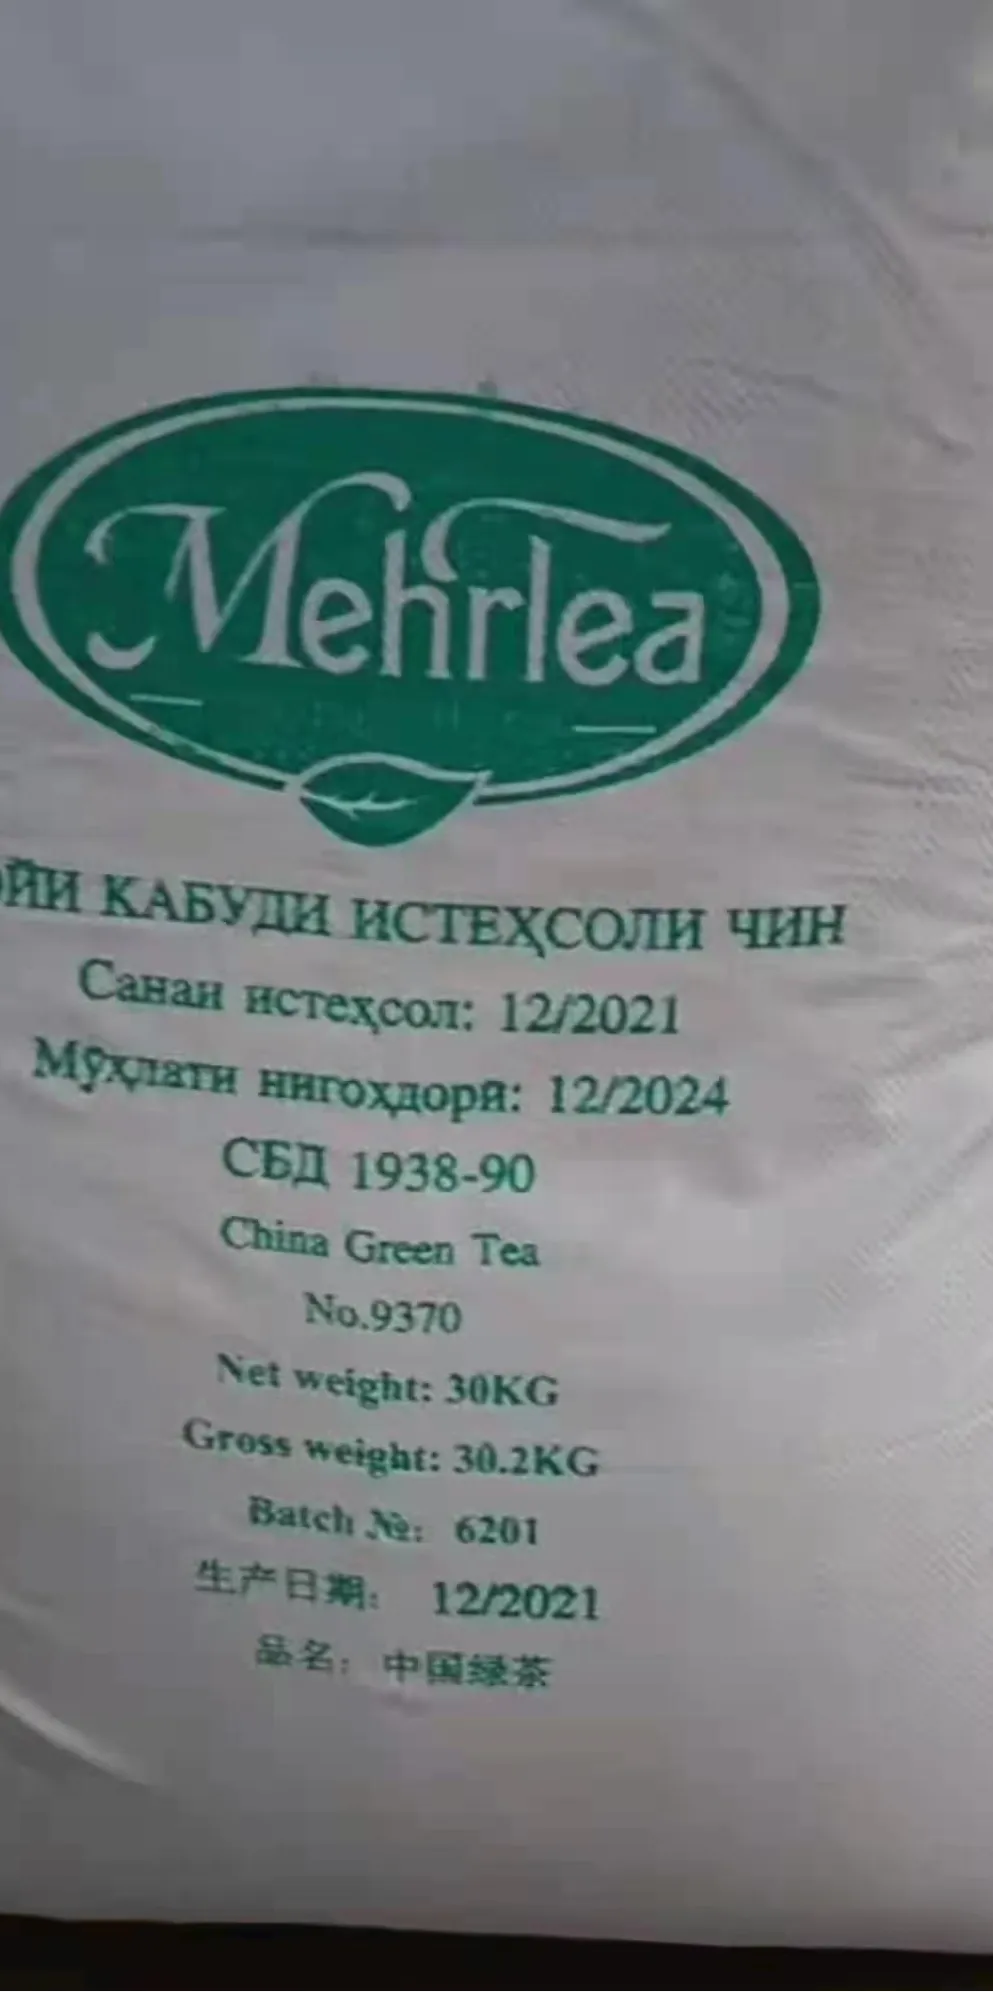 MehrTea
ЙИ КАБУДИ ИСТЕҲСОЛИ ЧИН
Санаи истеҳсол: 12/2021
Мӯҳлати нигоҳдорӣ: 12/2024
СБД 1938-90
China Green Tea
No.9370
Net weight: 30KG
Gross weight: 30.2KG
Batch №: 6201
生产日期: 12/2021
品名: 中国绿茶